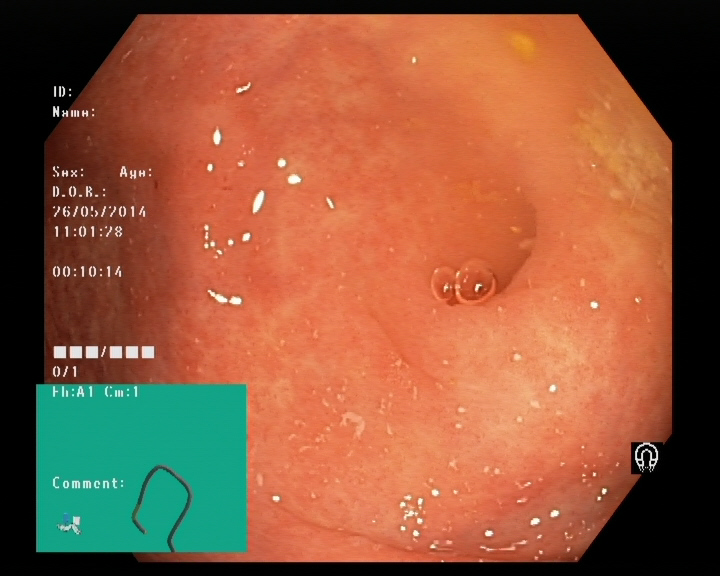 ID:
Name:
Sex: Age:
D.O.B.:
26/05/2014
11:01:28
00:10:14
■■■/■■■
0/1
Eh:A1 Cm:1
Comment: